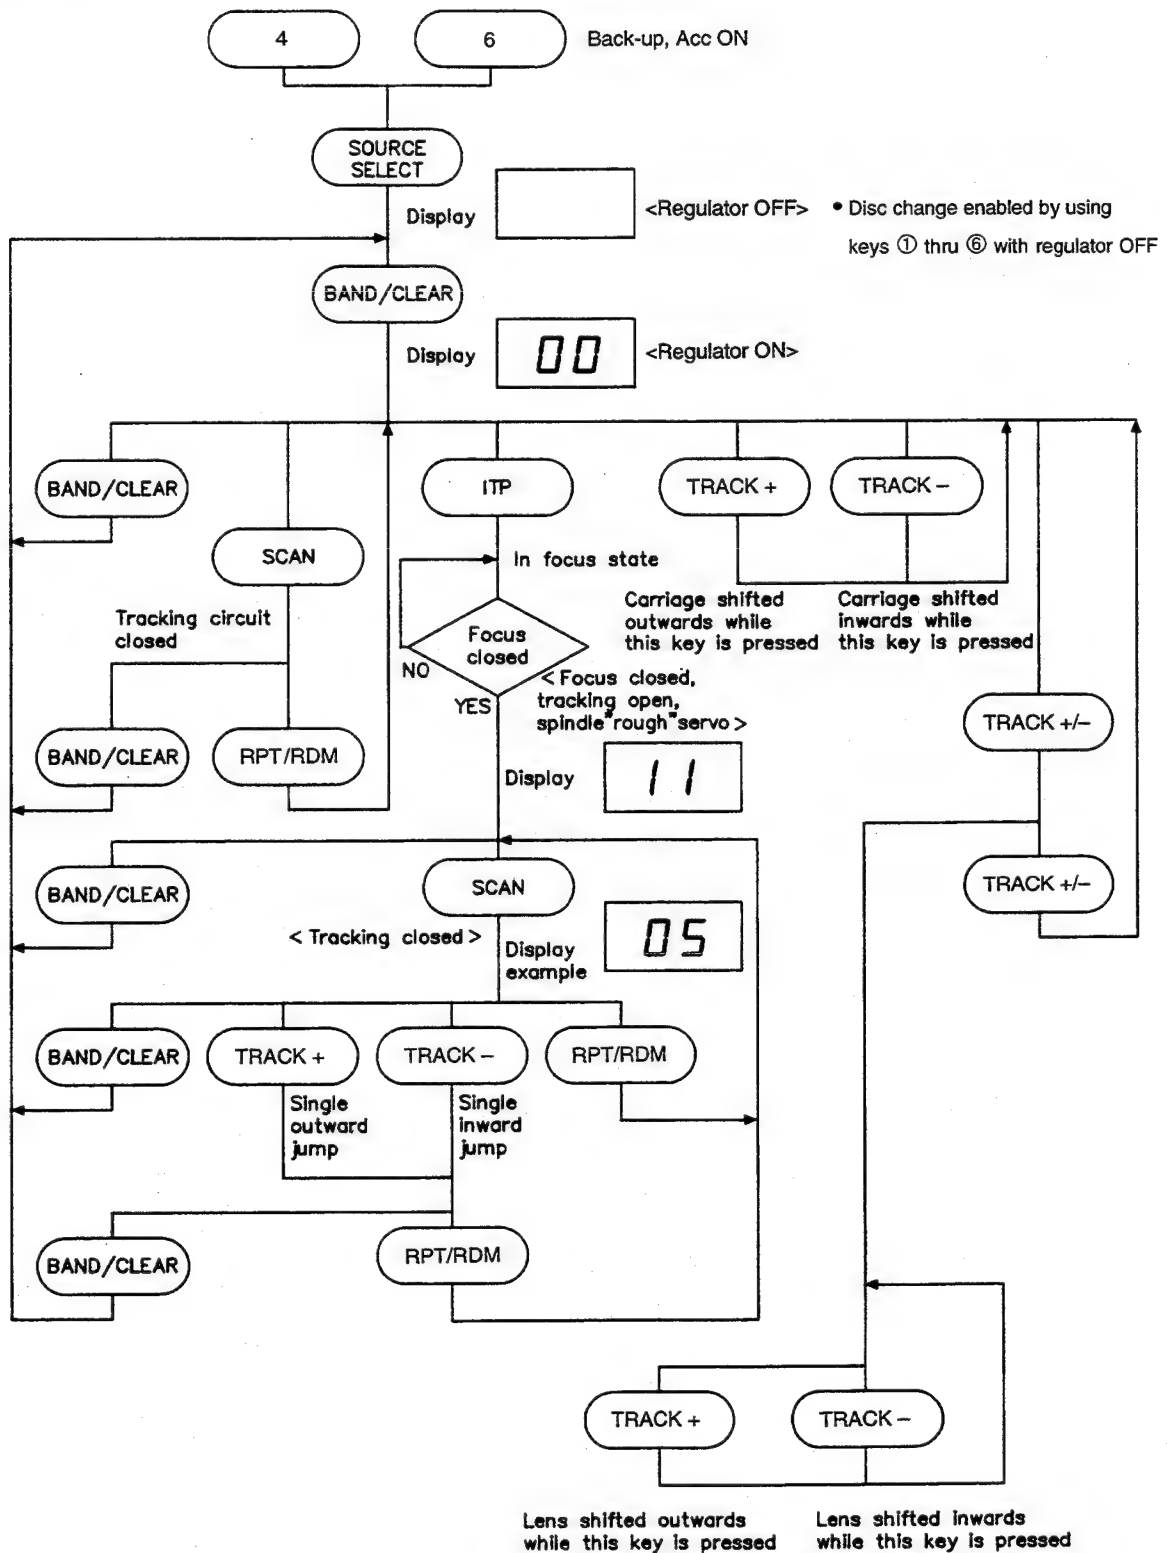 4
6
Back-up, Acc ON
SOURCE
SELECT
Display
<Regulator OFF>
• Disc change enabled by using
keys ① thru ⑥ with regulator OFF
BAND/CLEAR
Display
00
<Regulator ON>
BAND/CLEAR
SCAN
ITP
TRACK +
TRACK −
In focus state
Tracking circuit
closed
Focus
closed
NO
YES
Carriage shifted
outwards while
this key is pressed
Carriage shifted
inwards while
this key is pressed
< Focus closed,
tracking open,
spindle"rough"servo >
BAND/CLEAR
RPT/RDM
Display
11
TRACK +/−
BAND/CLEAR
SCAN
TRACK +/−
< Tracking closed >
Display
example
05
BAND/CLEAR
TRACK +
TRACK −
RPT/RDM
Single
outward
jump
Single
inward
jump
BAND/CLEAR
RPT/RDM
TRACK +
TRACK −
Lens shifted outwards
while this key is pressed
Lens shifted inwards
while this key is pressed